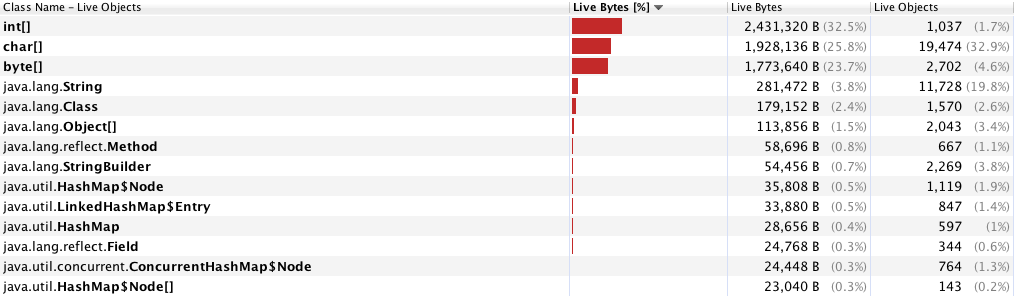 Class Name – Live Objects Live Bytes [%] Live Bytes Live Objects
int[] 2,431,320 B (32.5%) 1,037 (1.7%)
char[] 1,928,136 B (25.8%) 19,474 (32.9%)
byte[] 1,773,640 B (23.7%) 2,702 (4.6%)
java.lang.String 281,472 B (3.8%) 11,728 (19.8%)
java.lang.Class 179,152 B (2.4%) 1,570 (2.6%)
java.lang.Object[] 113,856 B (1.5%) 2,043 (3.4%)
java.lang.reflect.Method 58,696 B (0.8%) 667 (1.1%)
java.lang.StringBuilder 54,456 B (0.7%) 2,269 (3.8%)
java.util.HashMap$Node 35,808 B (0.5%) 1,119 (1.9%)
java.util.LinkedHashMap$Entry 33,880 B (0.5%) 847 (1.4%)
java.util.HashMap 28,656 B (0.4%) 597 (1%)
java.lang.reflect.Field 24,768 B (0.3%) 344 (0.6%)
java.util.concurrent.ConcurrentHashMap$Node 24,448 B (0.3%) 764 (1.3%)
java.util.HashMap$Node[] 23,040 B (0.3%) 143 (0.2%)